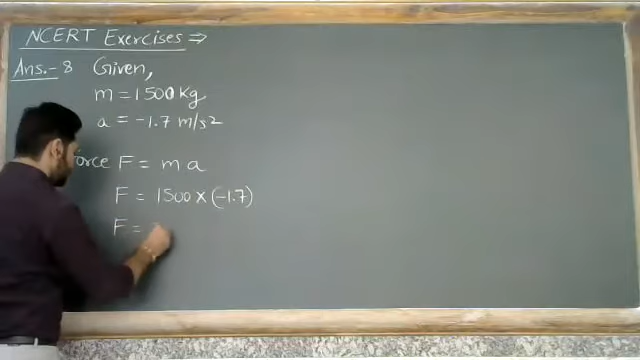 NCERT Exercises ⇒
Ans.- 8 Given,
m = 1500 Kg
a = -1.7 m/s²
orce F = m a
F = 1500 × (-1.7)
F =